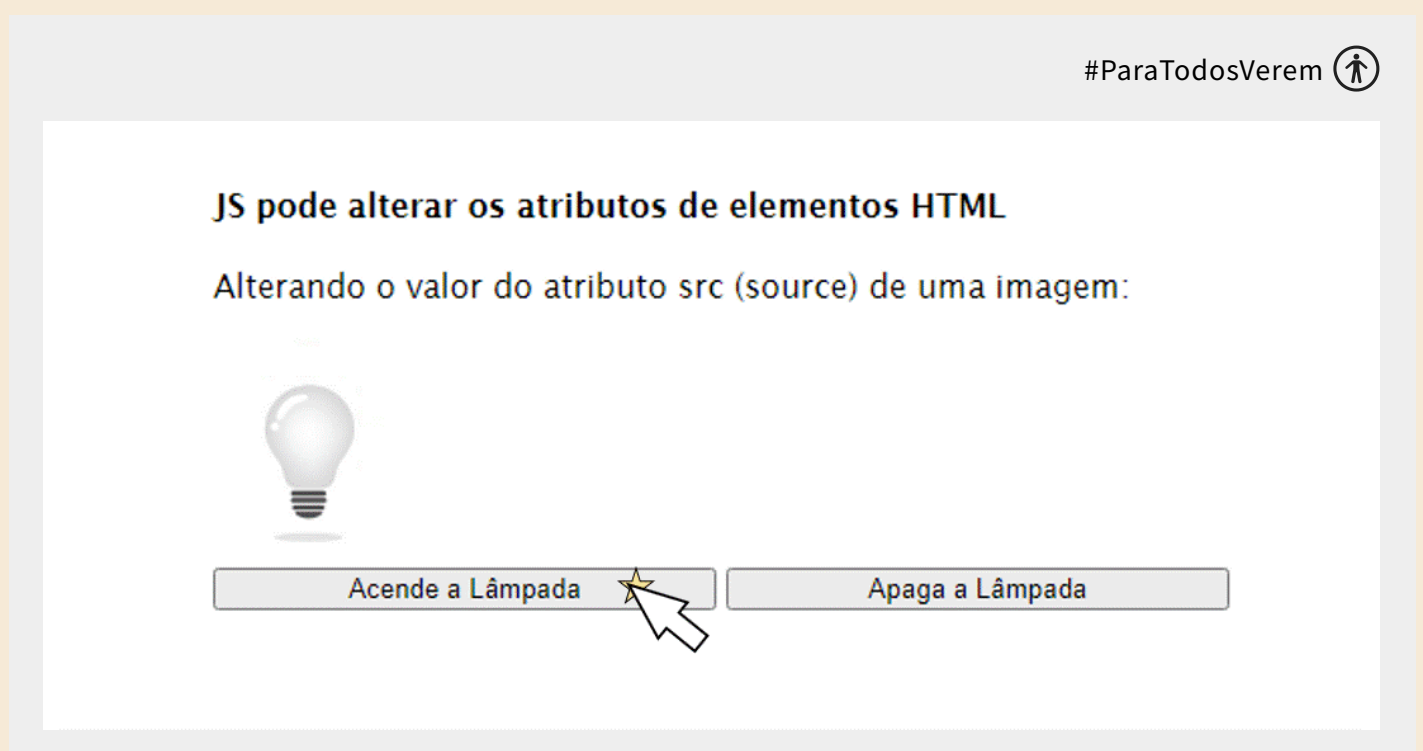 #ParaTodosVerem
JS pode alterar os atributos de elementos HTML
Alterando o valor do atributo src (source) de uma imagem:
Acende a Lâmpada
Apaga a Lâmpada